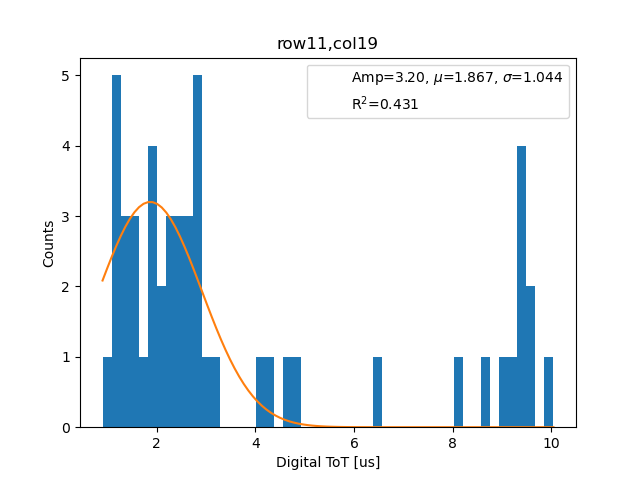 row11,col19
Amp=3.20, μ=1.867, σ=1.044
R²=0.431
5
4
3
2
1
0
Counts
2 4 6 8 10
Digital ToT [us]